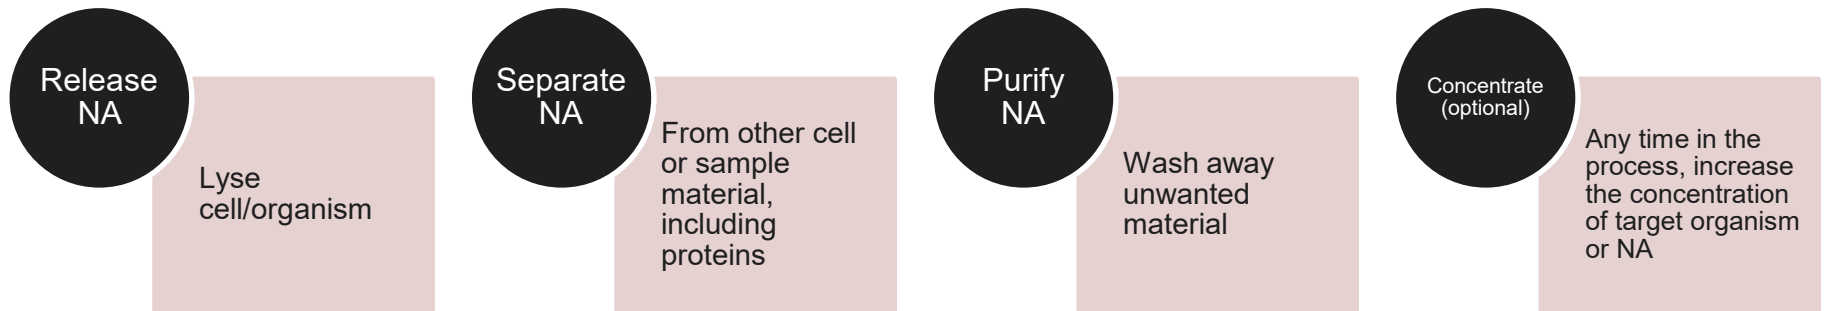 Release
NA
Lyse
cell/organism
Separate
NA
From other cell
or sample
material,
including
proteins
Purify
NA
Wash away
unwanted
material
Concentrate
(optional)
Any time in the
process, increase
the concentration
of target organism
or NA